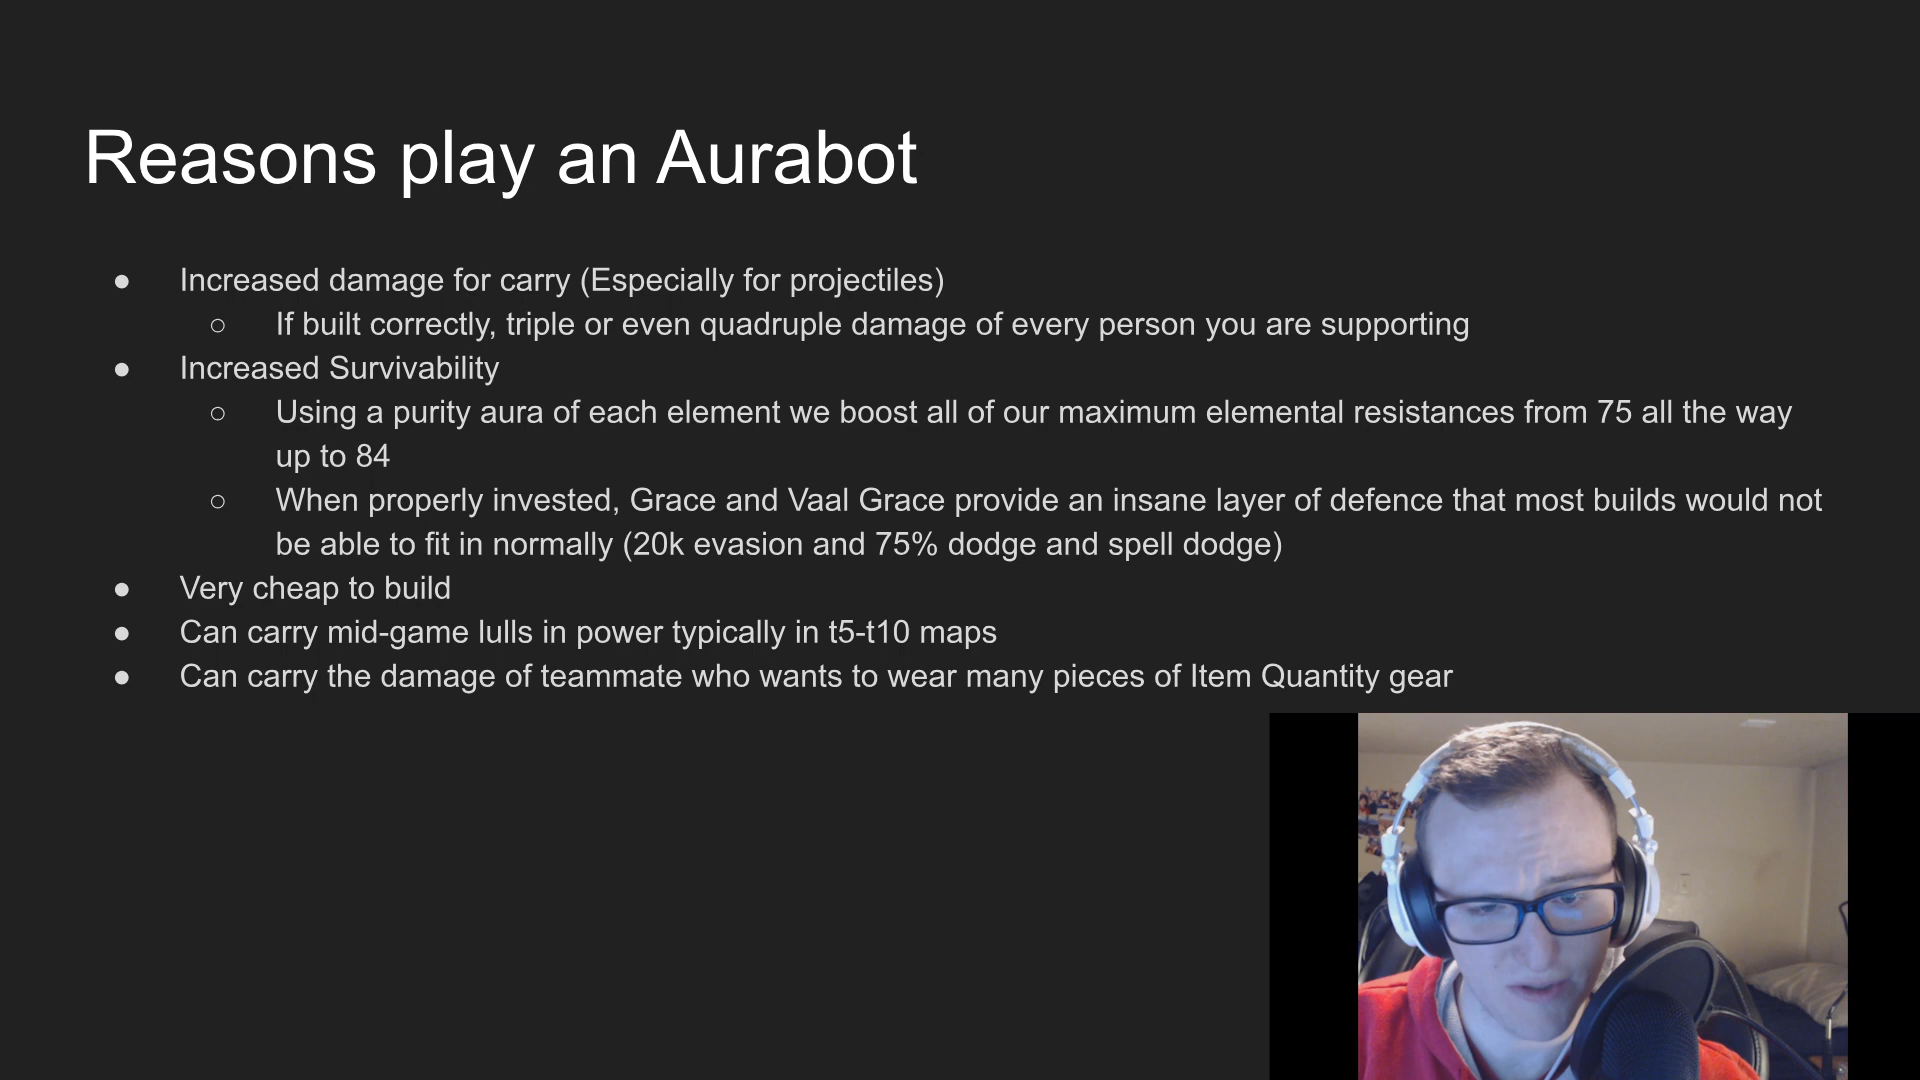 Reasons play an Aurabot
● Increased damage for carry (Especially for projectiles)
○ If built correctly, triple or even quadruple damage of every person you are supporting
● Increased Survivability
○ Using a purity aura of each element we boost all of our maximum elemental resistances from 75 all the way
up to 84
○ When properly invested, Grace and Vaal Grace provide an insane layer of defence that most builds would not
be able to fit in normally (20k evasion and 75% dodge and spell dodge)
● Very cheap to build
● Can carry mid-game lulls in power typically in t5-t10 maps
● Can carry the damage of teammate who wants to wear many pieces of Item Quantity gear